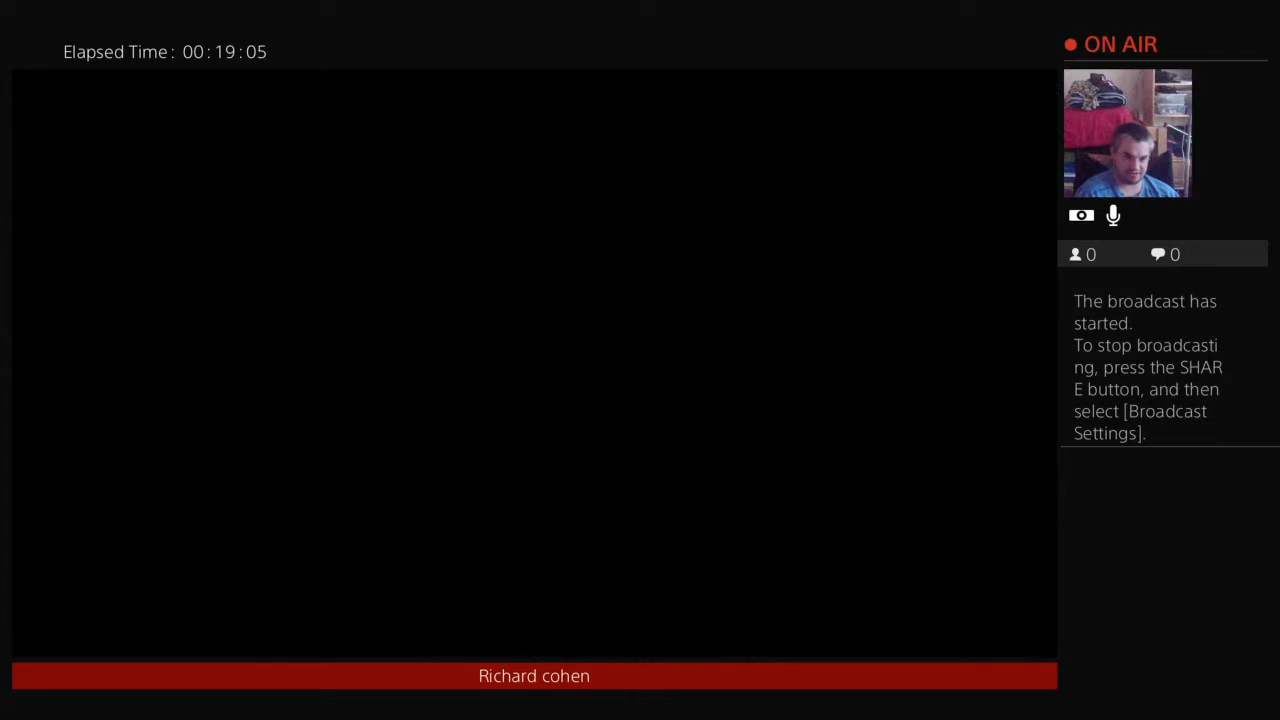 Elapsed Time: 00:19:05
ON AIR
0 0
The broadcast has
started.
To stop broadcasti
ng, press the SHAR
E button, and then
select [Broadcast
Settings].
Richard cohen